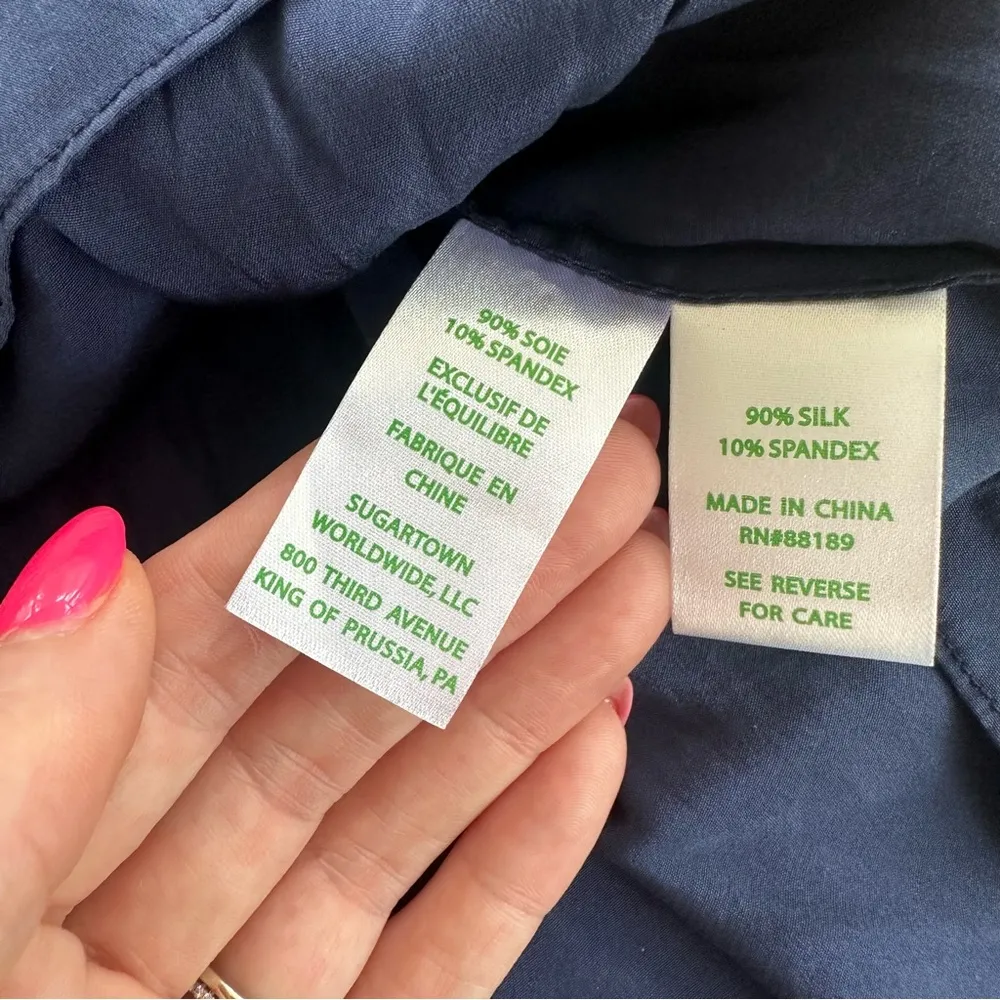 90% SOIE
10% SPANDEX
EXCLUSIF DE
L'ÉQUILIBRE
FABRIQUE EN
CHINE
SUGARTOWN
WORLDWIDE, LLC
800 THIRD AVENUE
KING OF PRUSSIA, PA
90% SILK
10% SPANDEX
MADE IN CHINA
RN#88189
SEE REVERSE
FOR CARE